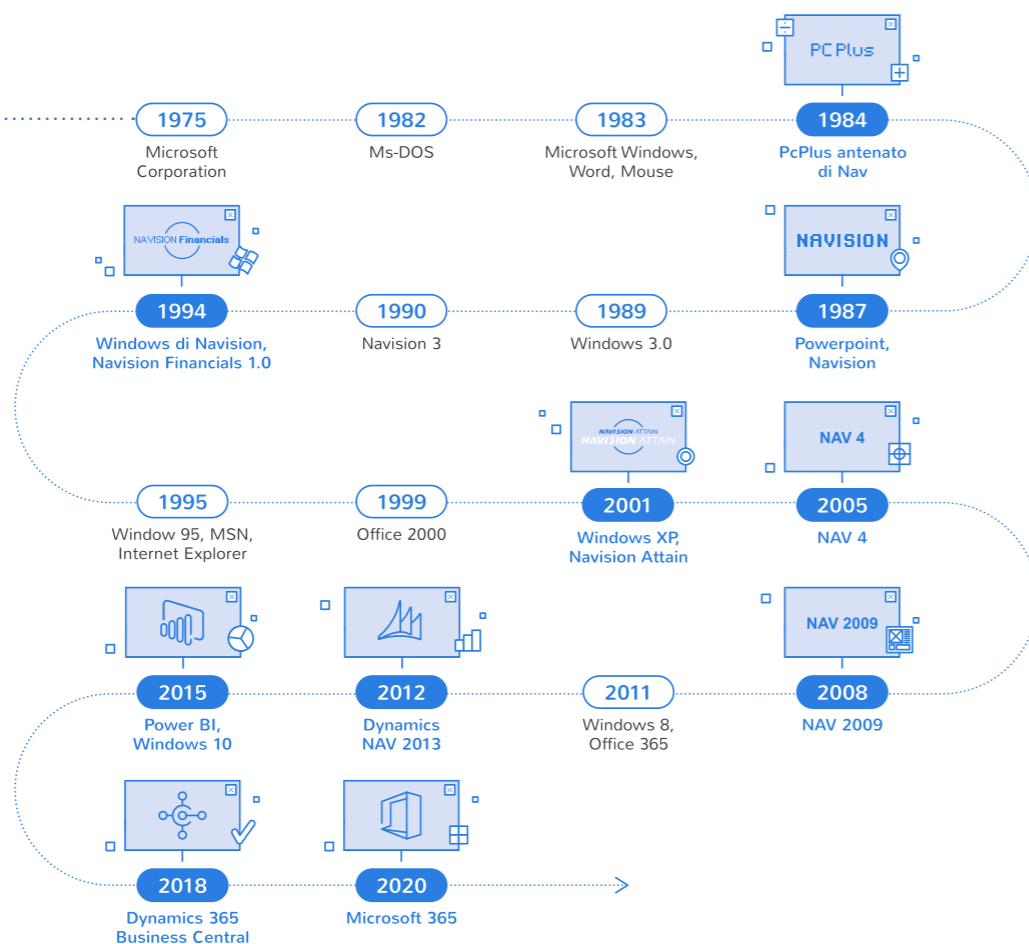 PC Plus
1975
Microsoft
Corporation
1982
Ms-DOS
1983
Microsoft Windows,
Word, Mouse
1984
PcPlus antenato
di Nav
NAVISION
1987
Powerpoint,
Navision
1989
Windows 3.0
1990
Navision 3
NAVISION Financials
1994
Windows di Navision,
Navision Financials 1.0
1995
Window 95, MSN,
Internet Explorer
1999
Office 2000
NAVISION ATTAIN
NAVISION ATTAIN
2001
Windows XP,
Navision Attain
NAV 4
2005
NAV 4
NAV 2009
2008
NAV 2009
2011
Windows 8,
Office 365
2012
Dynamics
NAV 2013
2015
Power BI,
Windows 10
2018
Dynamics 365
Business Central
2020
Microsoft 365